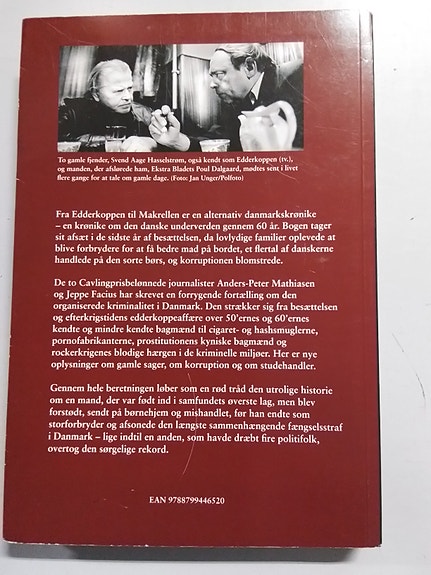 To gamle fjender, Svend Aage Hasselstrøm, også kendt som Edderkoppen (tv.),
og manden, der afslørede ham, Ekstra Bladets Poul Dalgaard, mødtes sent i livet
flere gange for at tale om gamle dage. (Foto: Jan Unger/Polfoto)
Fra Edderkoppen til Makrellen er en alternativ danmarkskrønike
– en krønike om den danske underverden gennem 60 år. Bogen tager
sit afsæt i de sidste år af besættelsen, da lovlydige familier oplevede at
blive forbrydere for at få bedre mad på bordet, et flertal af danskerne
handlede på den sorte børs, og korruptionen blomstrede.
De to Cavlingprisbelønnede journalister Anders-Peter Mathiasen
og Jeppe Facius har skrevet en forrygende fortælling om den
organiserede kriminalitet i Danmark. Den strækker sig fra besættelsen
og efterkrigstidens edderkoppeaffære over 50'ernes og 60'ernes
kendte og mindre kendte bagmænd til cigaret- og hashsmuglerne,
pornofabrikanterne, prostitutionens kyniske bagmænd og
rockerkrigenes blodige hærgen i de kriminelle miljøer. Her er nye
oplysninger om gamle sager, om korruption og om studehandler.
Gennem hele beretningen løber som en rød tråd den utrolige historie
om en mand, der var født ind i samfundets øverste lag, men blev
forstødt, sendt på børnehjem og mishandlet, før han endte som
storforbryder og afsonede den længste sammenhængende fængselsstraf
i Danmark – lige indtil en anden, som havde dræbt fire politifolk,
overtog den sørgelige rekord.
EAN 9788799446520